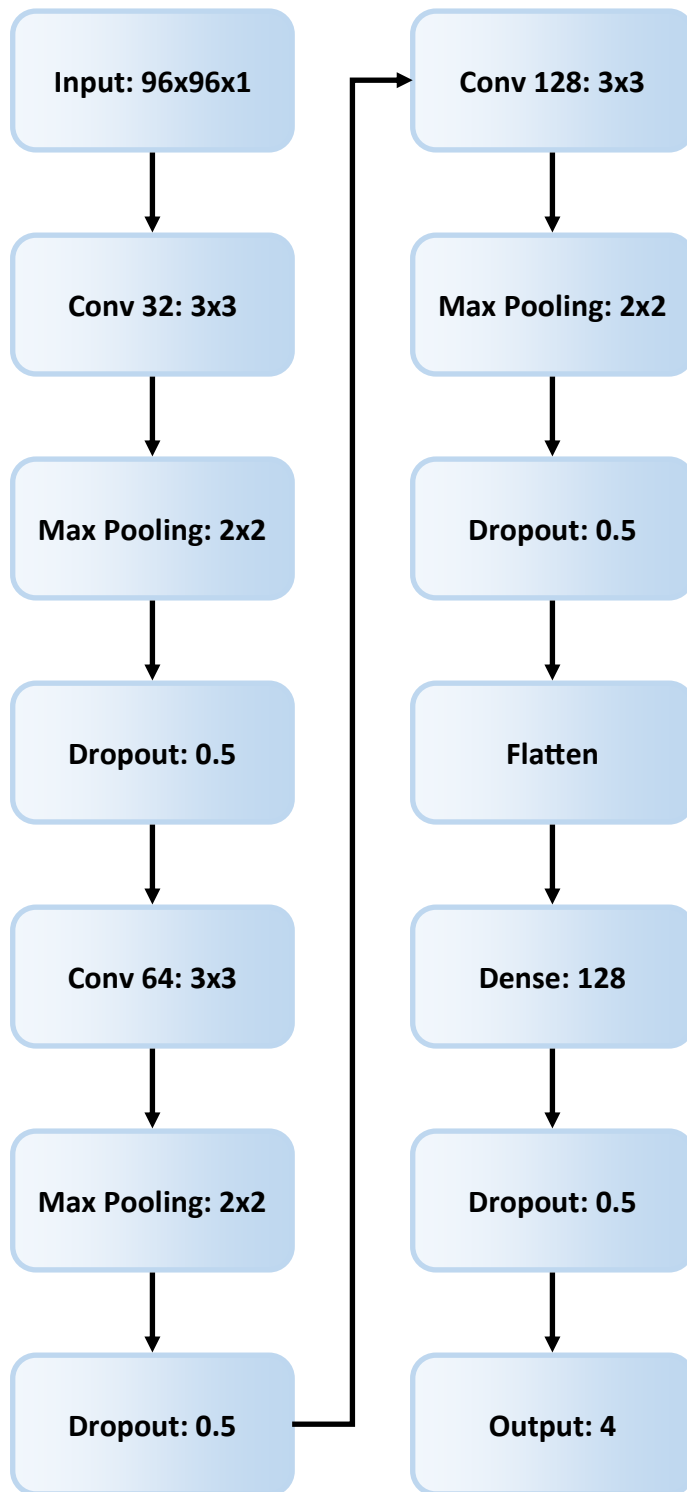 Input: 96x96x1
Conv 32: 3x3
Max Pooling: 2x2
Dropout: 0.5
Conv 64: 3x3
Max Pooling: 2x2
Dropout: 0.5
Conv 128: 3x3
Max Pooling: 2x2
Dropout: 0.5
Flatten
Dense: 128
Dropout: 0.5
Output: 4